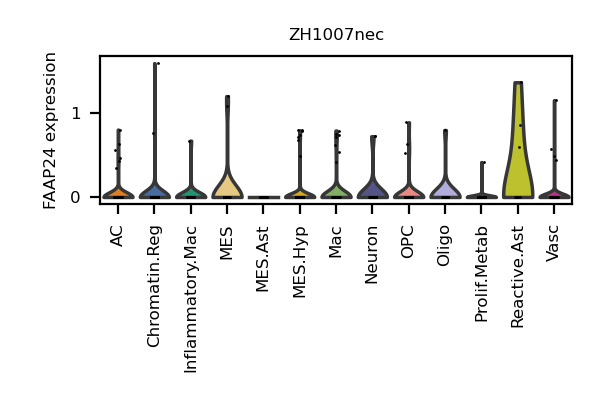 ZH1007nec
FAAP24 expression
1
0
AC
Chromatin.Reg
Inflammatory.Mac
MES
MES.Ast
MES.Hyp
Mac
Neuron
OPC
Oligo
Prolif.Metab
Reactive.Ast
Vasc